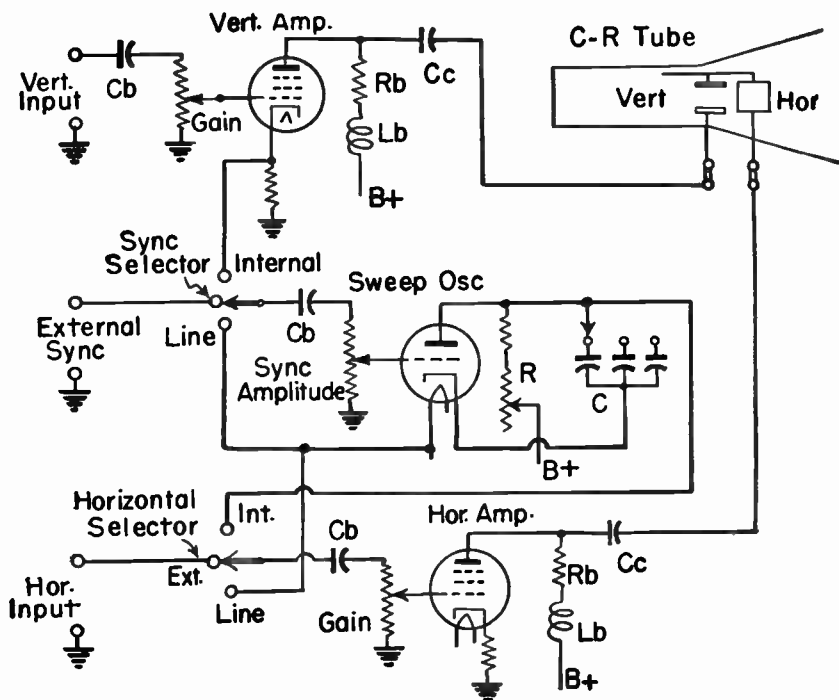 Vert. Amp.
C-R Tube
Vert.
Input
Cb
Gain
Rb
Cc
Lb
B+
Vert
Hor
Sync
Selector
Internal
External
Sync
Line
Cb
Sync
Amplitude
Sweep Osc
R
C
B+
Horizontal
Selector
Int.
Ext.
Line
Hor.
Input
Cb
Gain
Hor. Amp.
Cc
Rb
Lb
B+